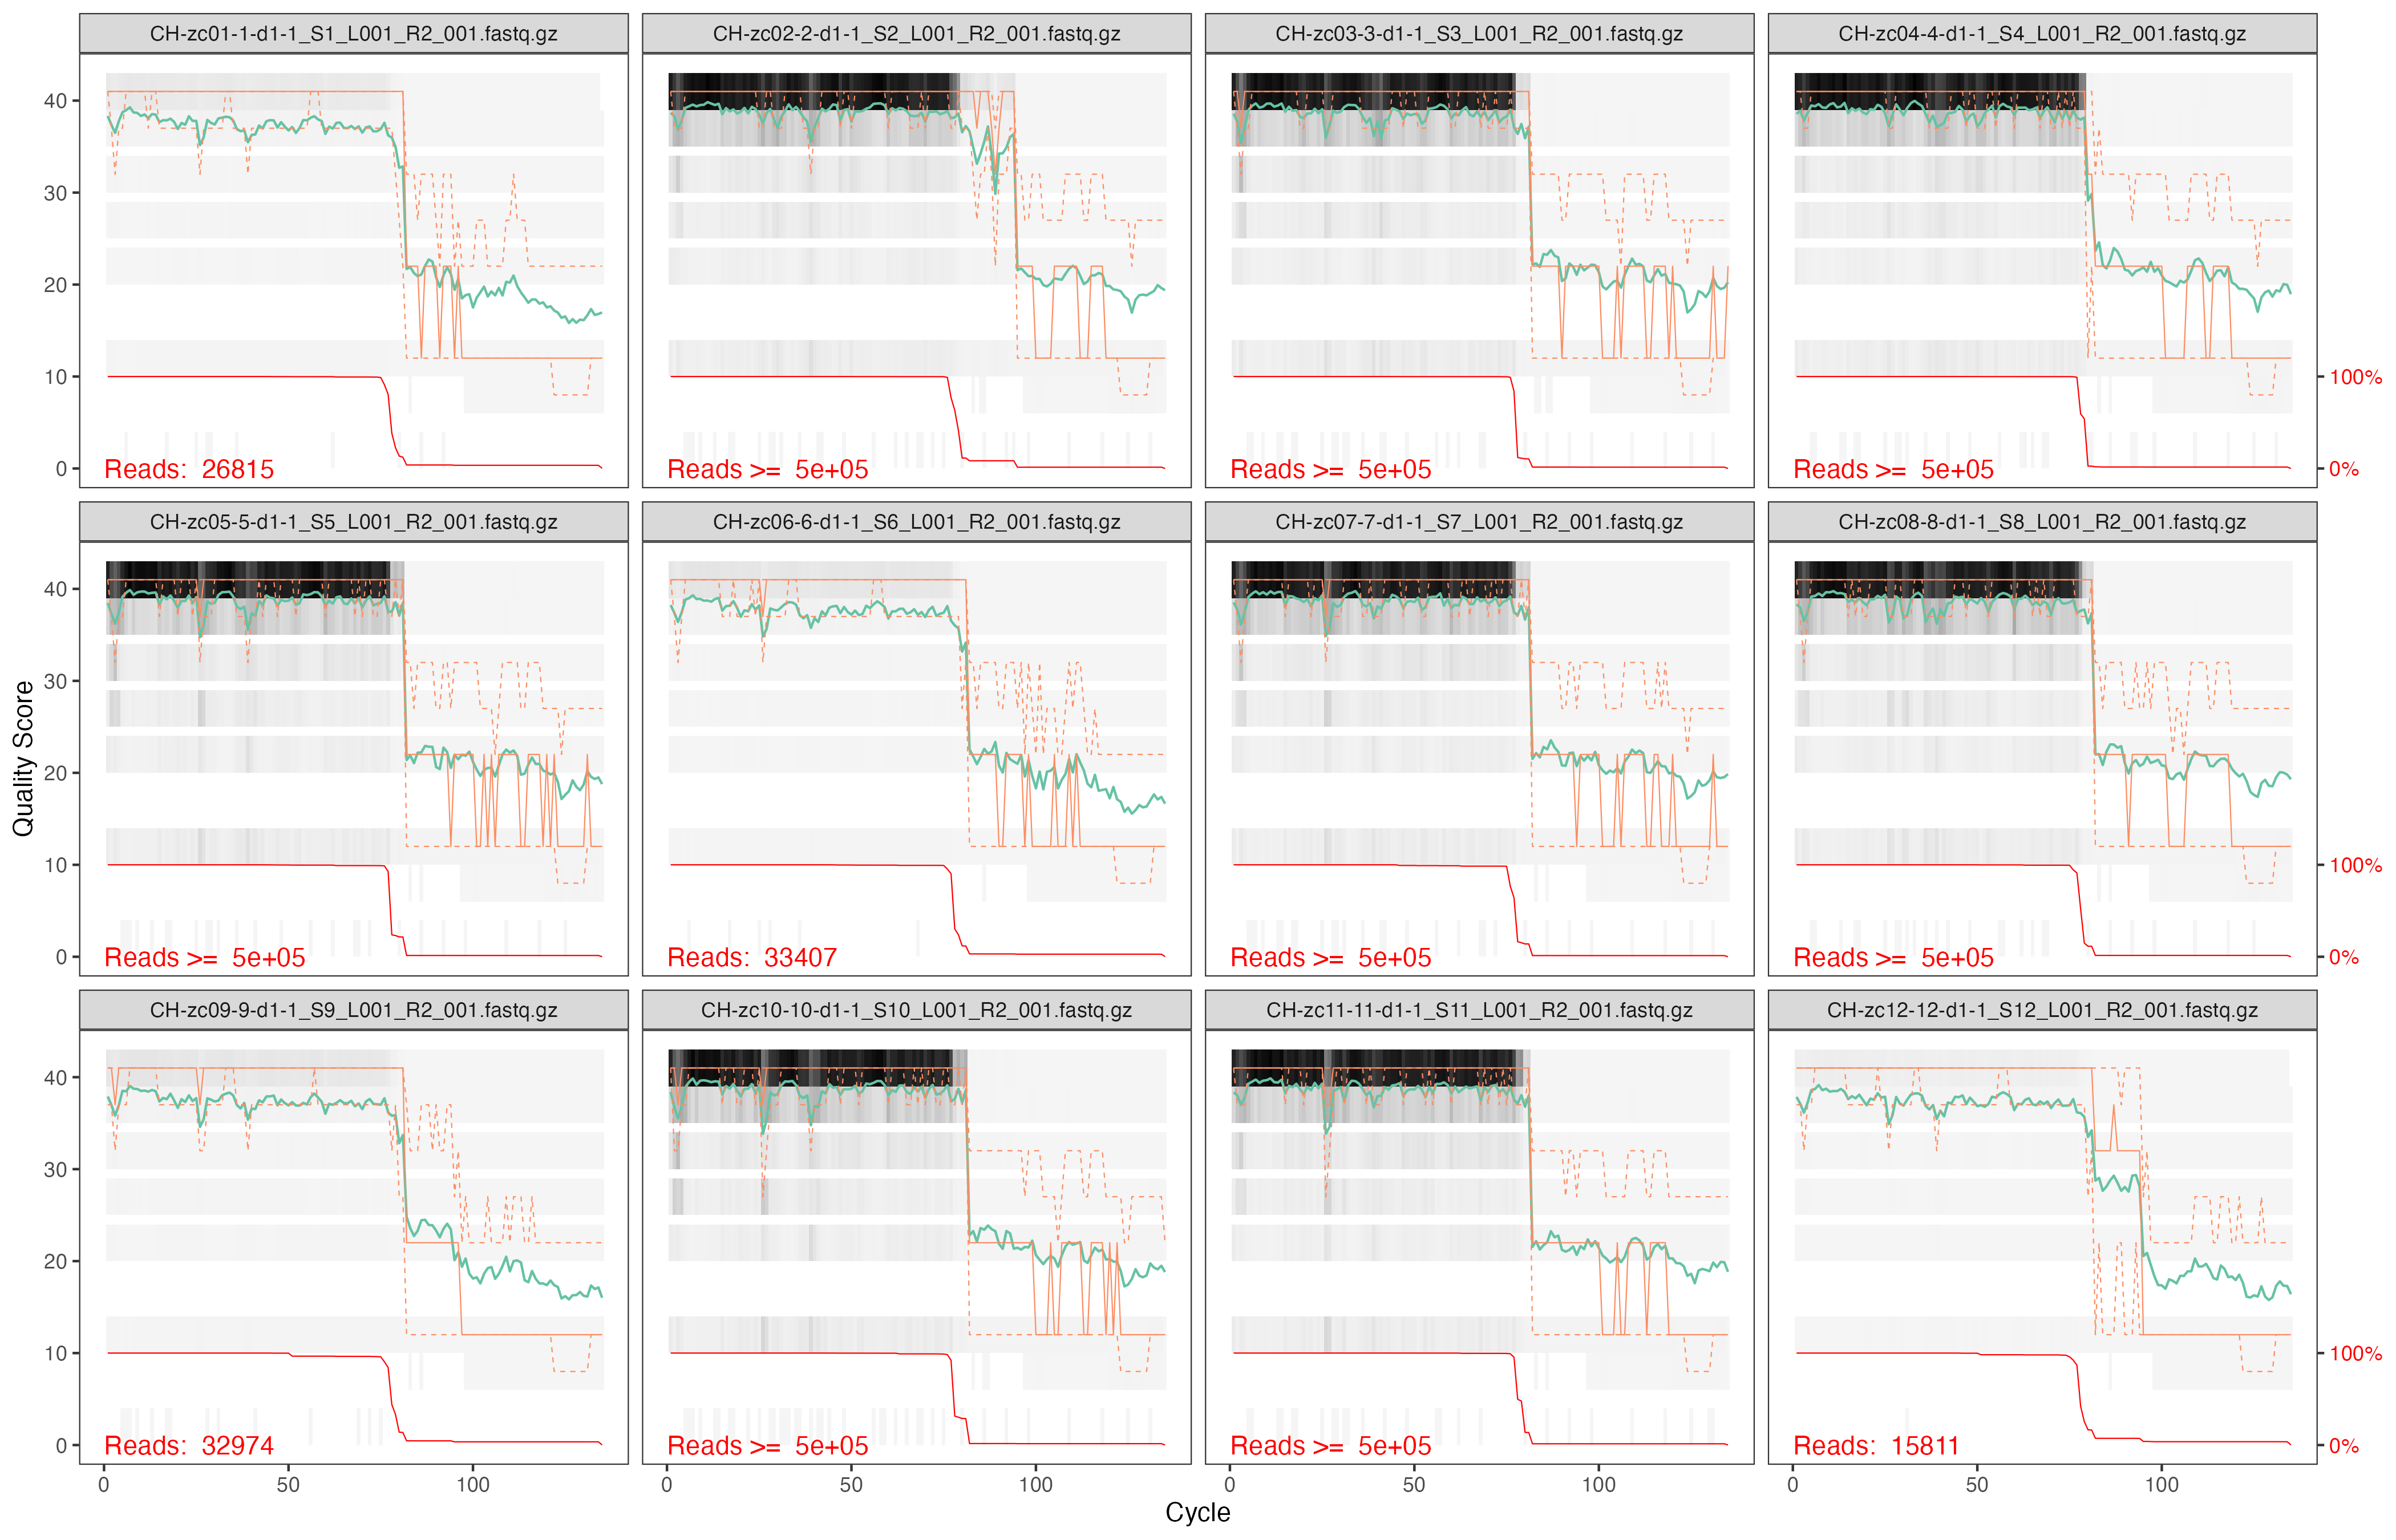 CH-zc01-1-d1-1_S1_L001_R2_001.fastq.gz
CH-zc02-2-d1-1_S2_L001_R2_001.fastq.gz
CH-zc03-3-d1-1_S3_L001_R2_001.fastq.gz
CH-zc04-4-d1-1_S4_L001_R2_001.fastq.gz
40
30
20
10
0
Reads: 26815
Reads >= 5e+05
Reads >= 5e+05
Reads >= 5e+05
100%
0%
CH-zc05-5-d1-1_S5_L001_R2_001.fastq.gz
CH-zc06-6-d1-1_S6_L001_R2_001.fastq.gz
CH-zc07-7-d1-1_S7_L001_R2_001.fastq.gz
CH-zc08-8-d1-1_S8_L001_R2_001.fastq.gz
40
30
20
10
0
Quality Score
Reads >= 5e+05
Reads: 33407
Reads >= 5e+05
Reads >= 5e+05
100%
0%
CH-zc09-9-d1-1_S9_L001_R2_001.fastq.gz
CH-zc10-10-d1-1_S10_L001_R2_001.fastq.gz
CH-zc11-11-d1-1_S11_L001_R2_001.fastq.gz
CH-zc12-12-d1-1_S12_L001_R2_001.fastq.gz
40
30
20
10
0
Reads: 32974
Reads >= 5e+05
Reads >= 5e+05
Reads: 15811
100%
0%
0 50 100
0 50 100
0 50 100
0 50 100
Cycle